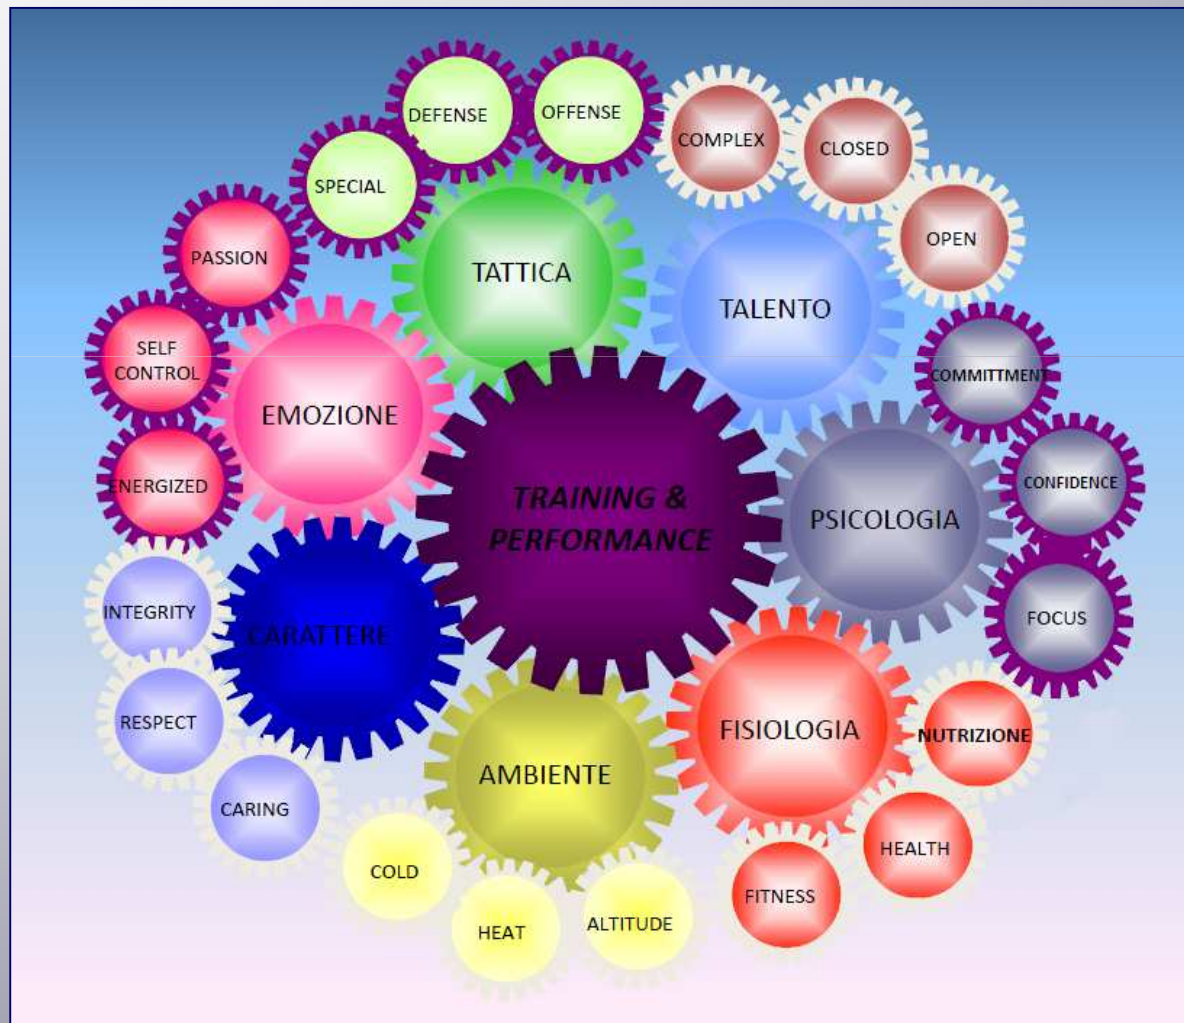 DEFENSE
OFFENSE
COMPLEX
CLOSED
SPECIAL
OPEN
PASSION
TATTICA
TALENTO
SELF
CONTROL
COMMITTMENT
EMOZIONE
ENERGIZED
CONFIDENCE
TRAINING &
PERFORMANCE
PSICOLOGIA
INTEGRITY
CARATTERE
FOCUS
RESPECT
FISIOLOGIA
NUTRIZIONE
AMBIENTE
CARING
HEALTH
COLD
FITNESS
HEAT
ALTITUDE